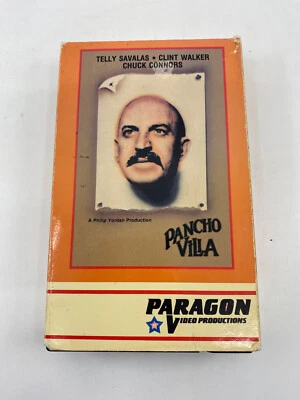 TELLY SAVALAS • CLINT WALKER
CHUCK CONNORS
A Philip Yordan Production
PANCHO
VILLA
PARAGON
VIDEO PRODUCTIONS